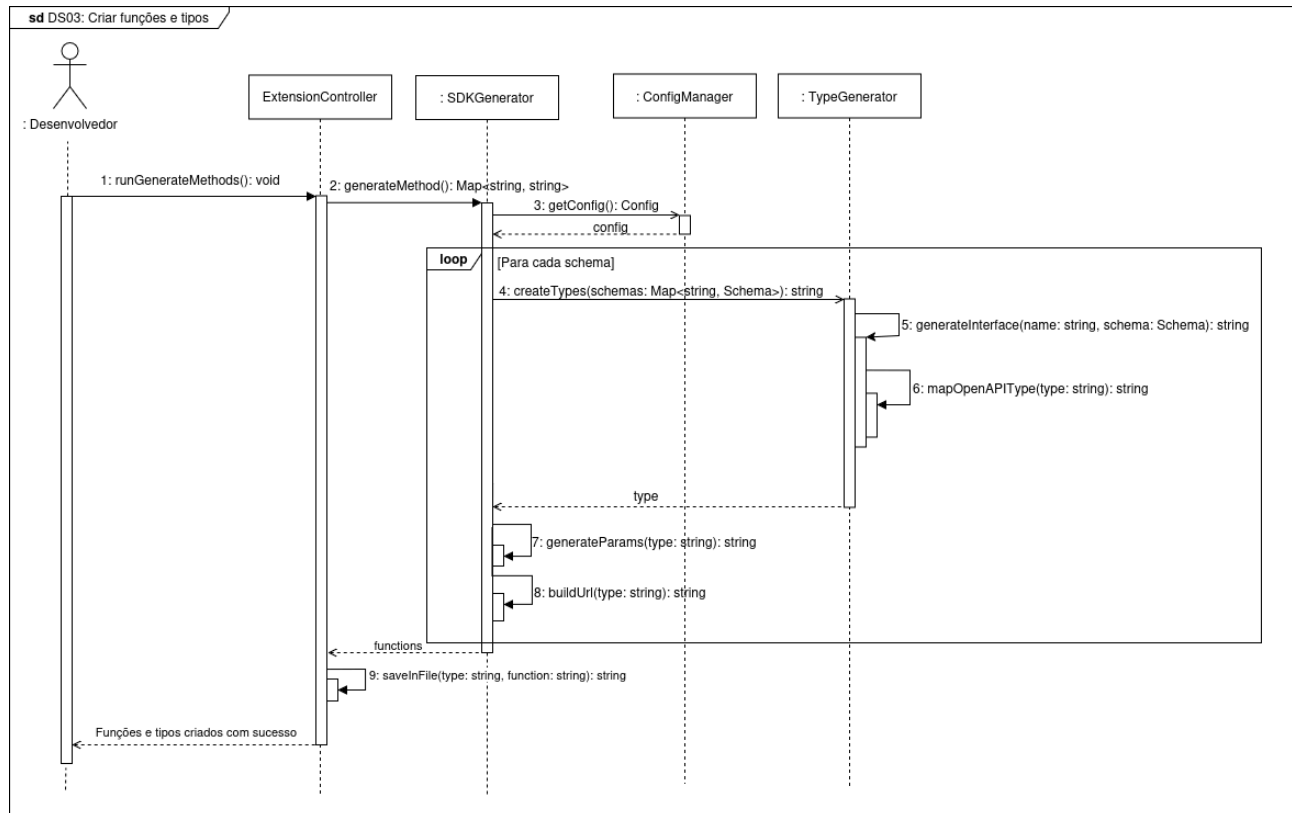 sd DS03: Criar funções e tipos
: Desenvolvedor
ExtensionController
: SDKGenerator
: ConfigManager
: TypeGenerator
1: runGenerateMethods(): void
2: generateMethod(): Map<string, string>
3: getConfig(): Config
config
loop
[Para cada schema]
4: createTypes(schemas: Map<string, Schema>): string
5: generateInterface(name: string, schema: Schema): string
6: mapOpenAPIType(type: string): string
type
7: generateParams(type: string): string
8: buildUrl(type: string): string
functions
9: saveInFile(type: string, function: string): string
Funções e tipos criados com sucesso